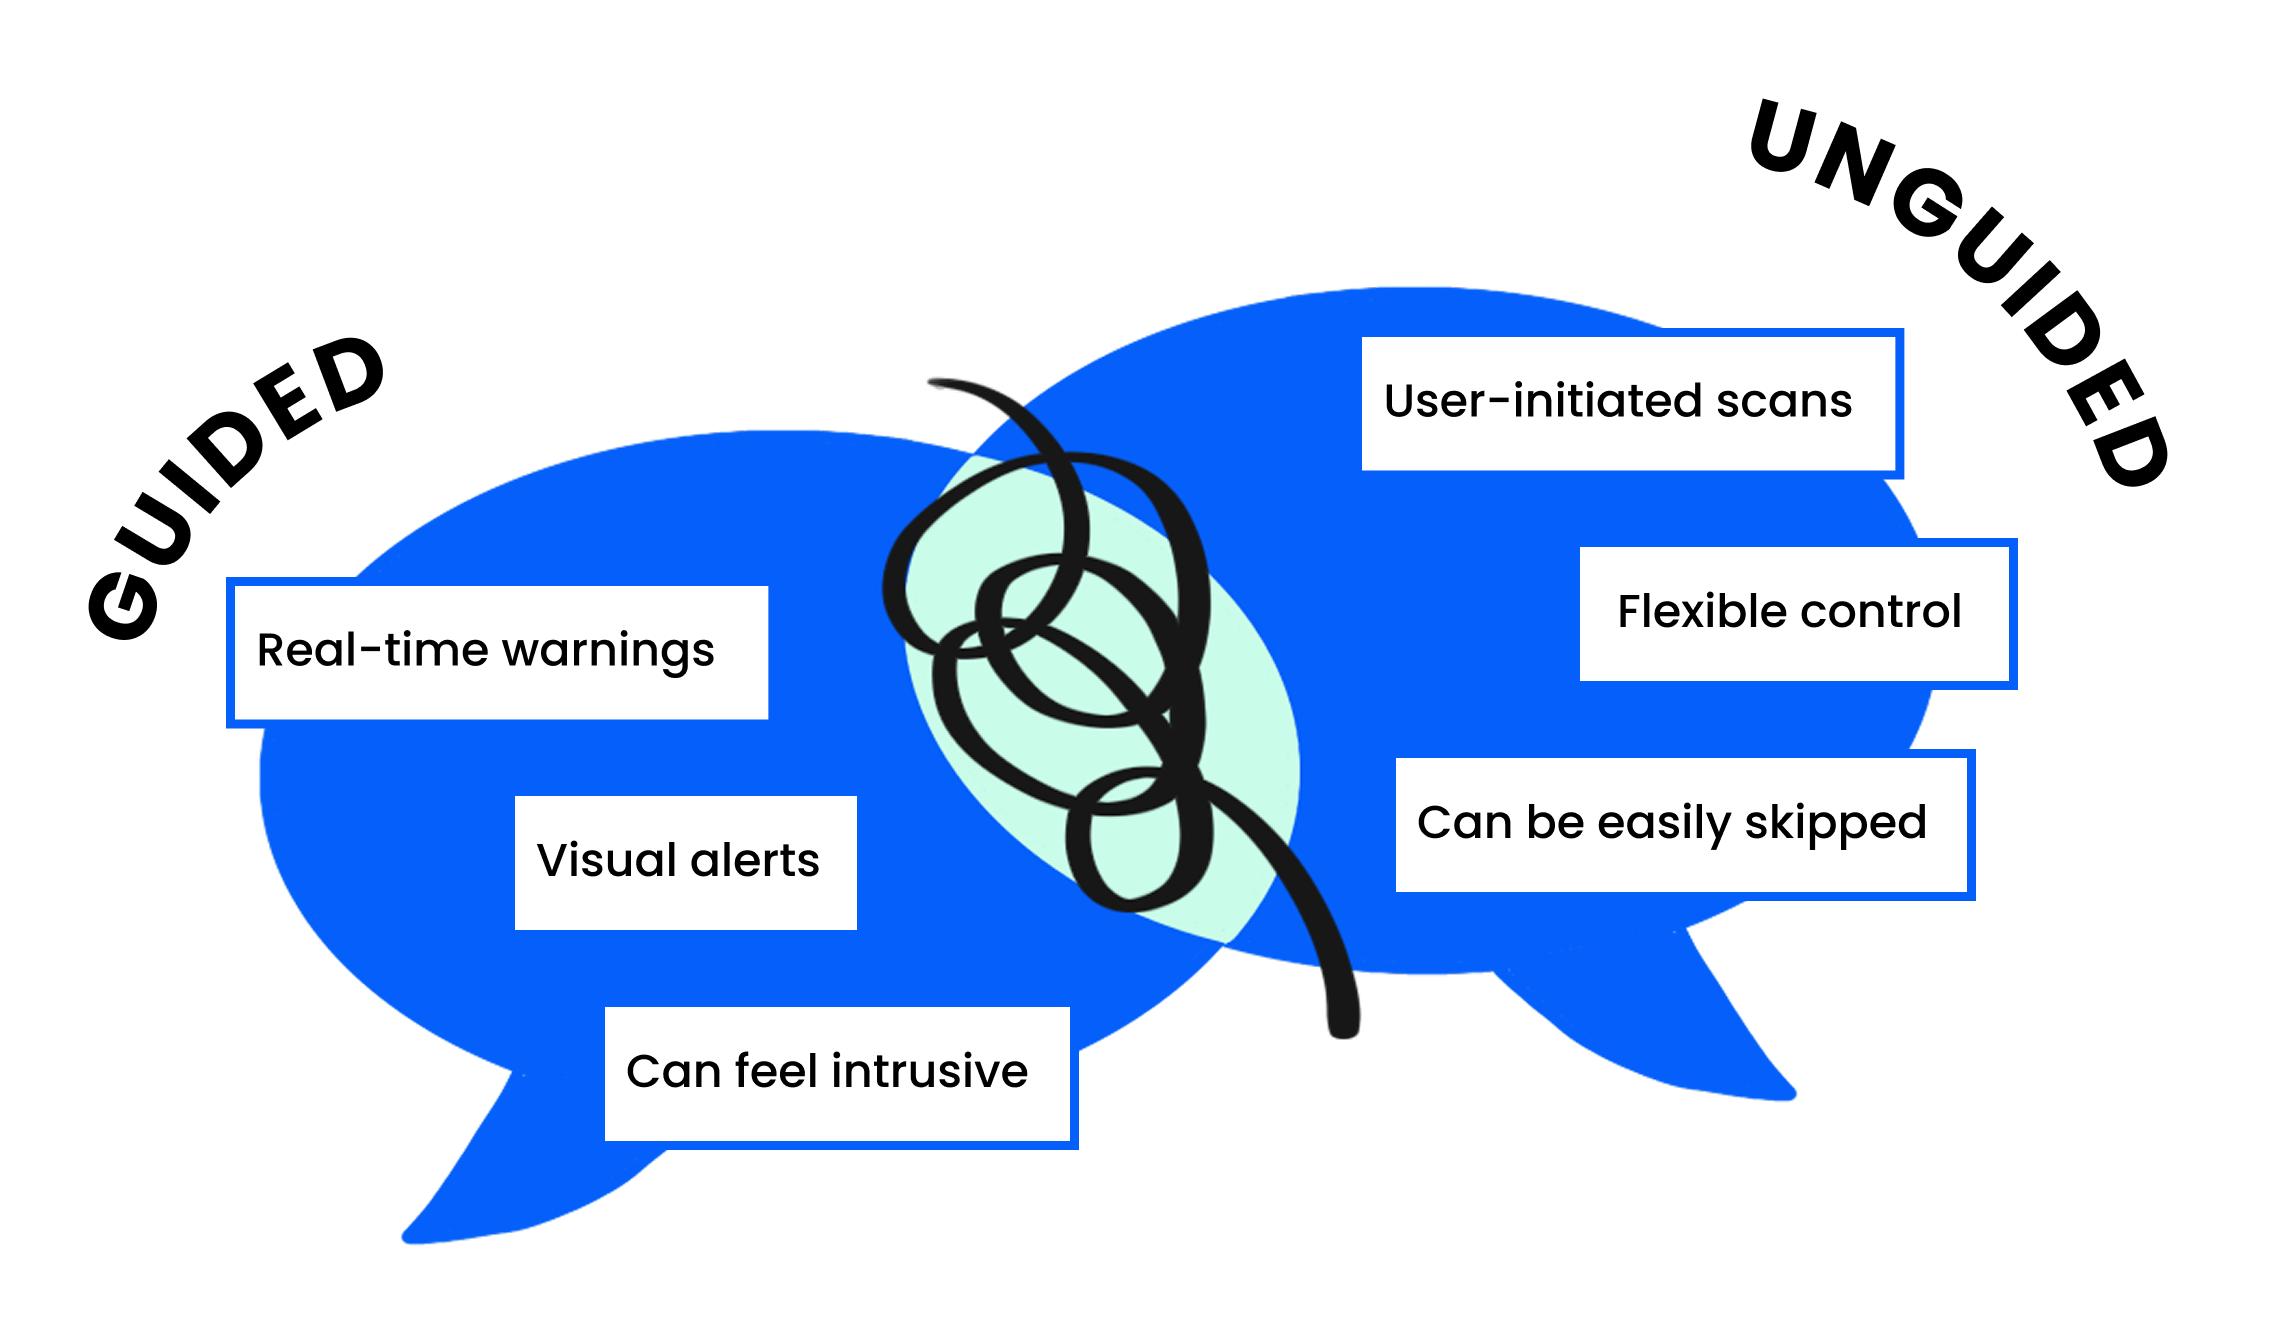 GUIDED
Real-time warnings
Visual alerts
Can feel intrusive
UNGUIDED
User-initiated scans
Flexible control
Can be easily skipped